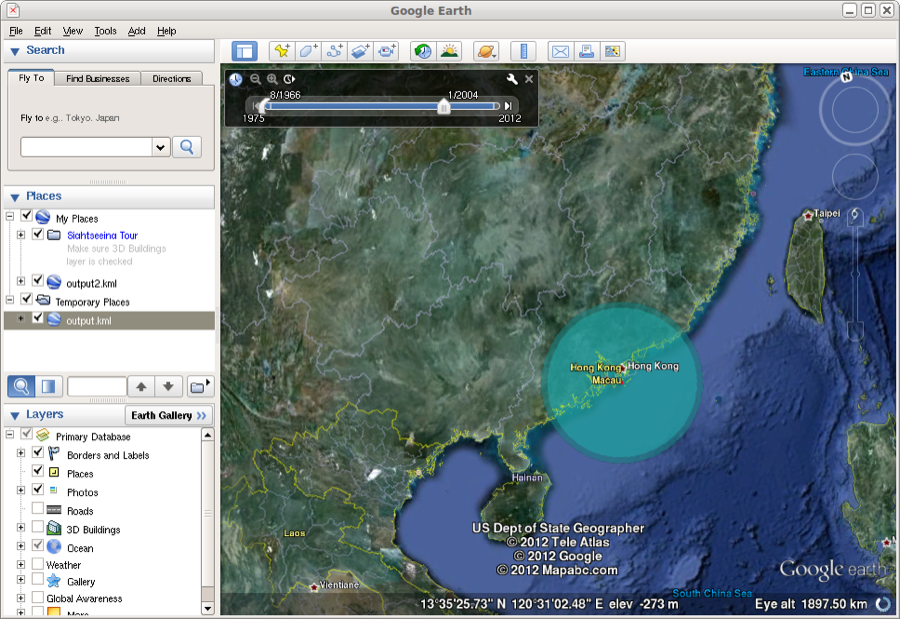 Google Earth
File Edit View Tools Add Help
Search
Fly To Find Businesses Directions
Fly to e.g., Tokyo, Japan
Places
My Places
Sightseeing Tour
Make sure 3D Buildings
layer is checked
output2.kml
Temporary Places
output.kml
Layers
Earth Gallery >>
Primary Database
Borders and Labels
Places
Photos
Roads
3D Buildings
Ocean
Weather
Gallery
Global Awareness
More
8/1966 1/2004
1975 2012
Eastern China Sea
N
Taipei
Hong Kong Hong Kong
Macau
Hainan
Laos
Vientiane
US Dept of State Geographer
© 2012 Tele Atlas
© 2012 Google
© 2012 Mapabc.com
Google earth
South China Sea
13°35'25.73" N 120°31'02.48" E elev -273 m Eye alt 1897.50 km